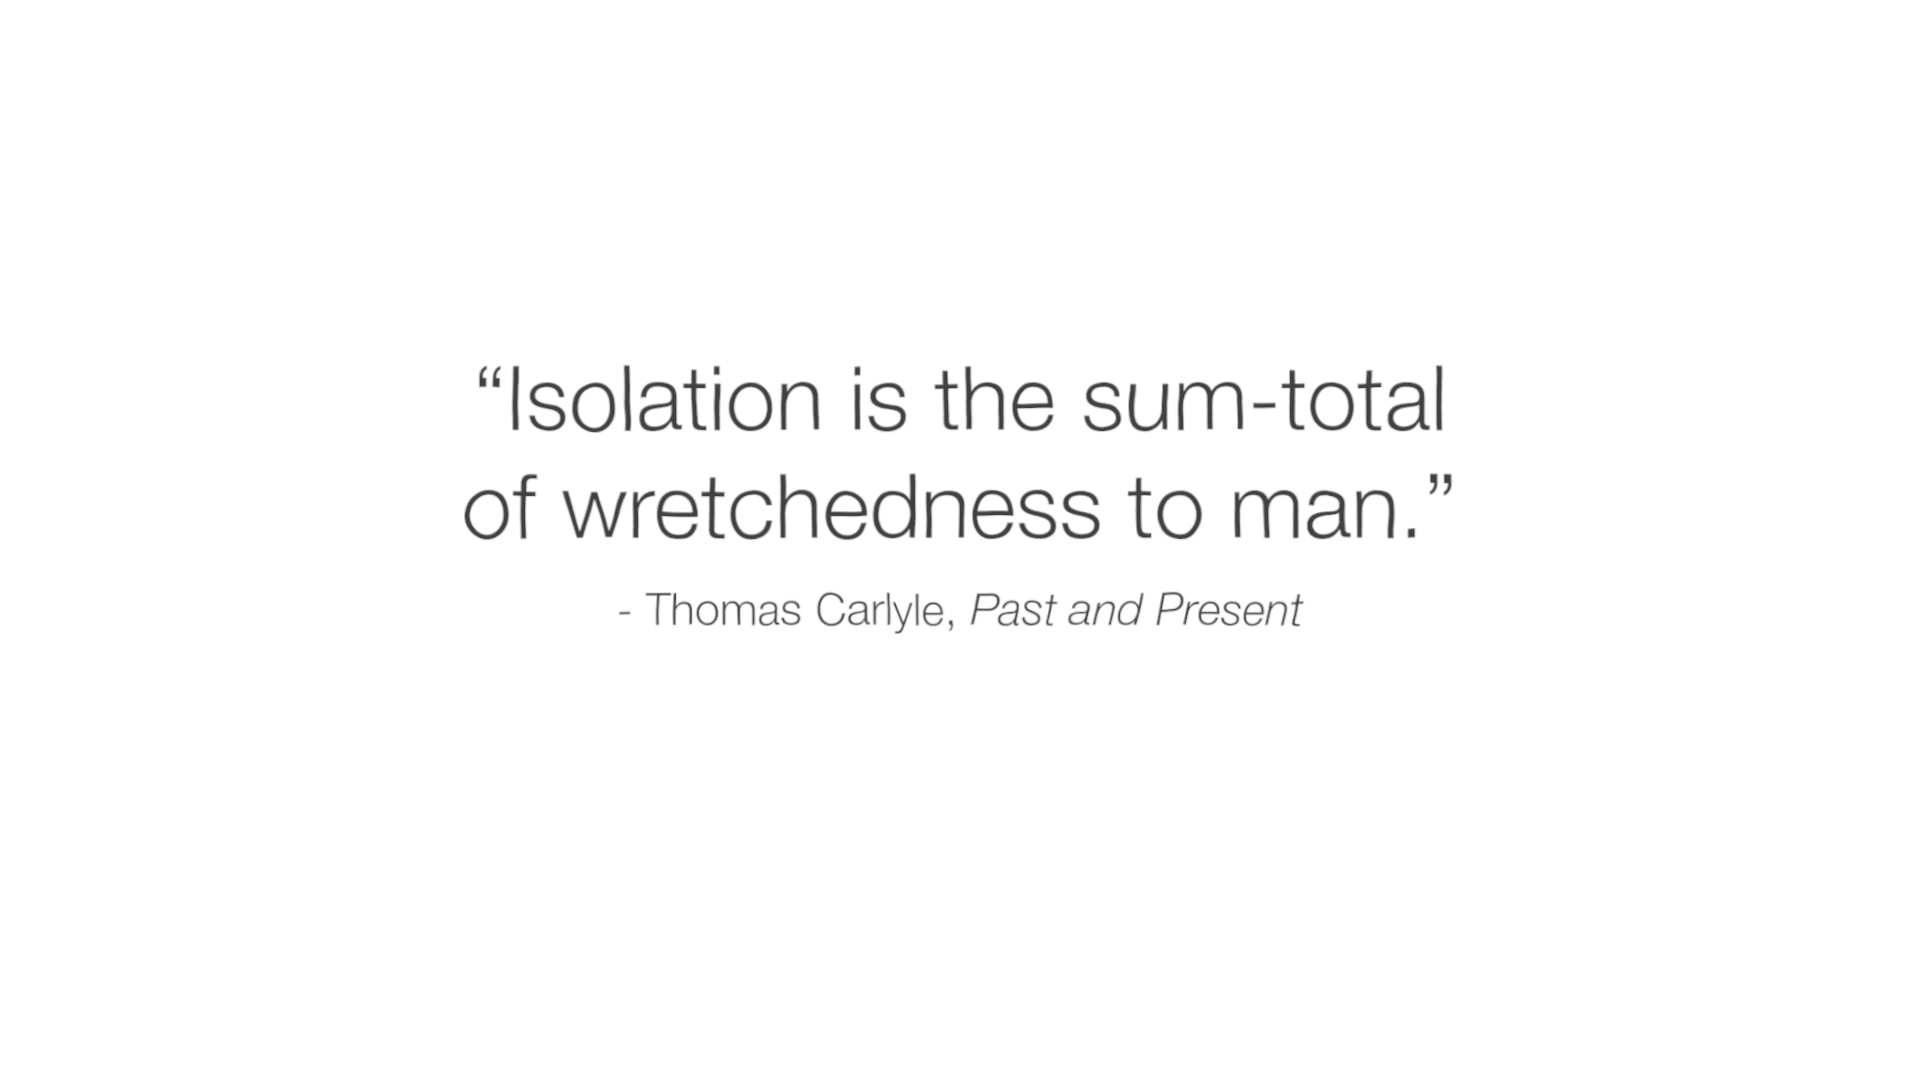 “Isolation is the sum-total
of wretchedness to man.”
- Thomas Carlyle, Past and Present